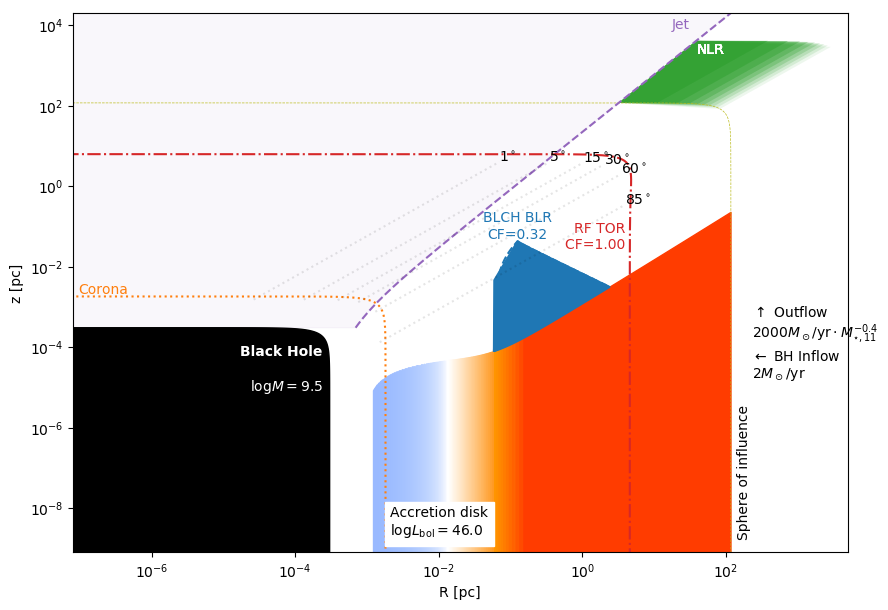 Jet
NLR
1°
5°
15°
30°
60°
85°
BLCH BLR
CF=0.32
RF TOR
CF=1.00
Corona
Black Hole
logM = 9.5
Accretion disk
logL_bol = 46.0
Sphere of influence
↑ Outflow
2000M_⊙/yr · M_{⋆,11}^{-0.4}
← BH Inflow
2M_⊙/yr
z [pc]
10^4
10^2
10^0
10^-2
10^-4
10^-6
10^-8
10^-6
10^-4
10^-2
10^0
10^2
R [pc]